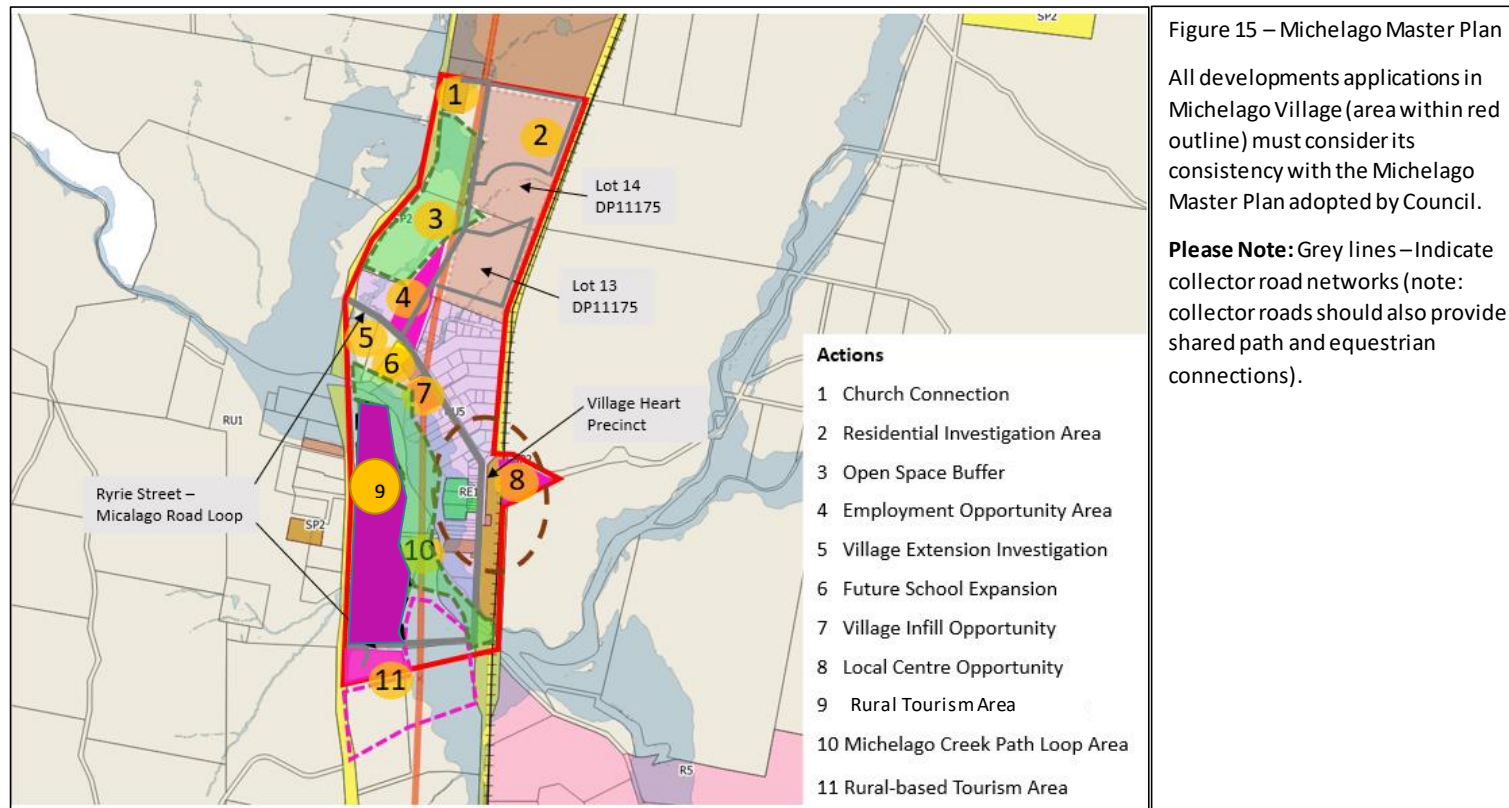 SP2
1
2
Lot 14
DP11175
3
P2
Lot 13
DP11175
4
5
6
7
RU5
RU1
Village Heart
Precinct
8
RE1
9
Ryrie Street –
Micalago Road Loop
SP2
10
11
R5
Actions
1 Church Connection
2 Residential Investigation Area
3 Open Space Buffer
4 Employment Opportunity Area
5 Village Extension Investigation
6 Future School Expansion
7 Village Infill Opportunity
8 Local Centre Opportunity
9 Rural Tourism Area
10 Michelago Creek Path Loop Area
11 Rural-based Tourism Area
Figure 15 – Michelago Master Plan
All developments applications in
Michelago Village (area within red
outline) must consider its
consistency with the Michelago
Master Plan adopted by Council.
Please Note: Grey lines – Indicate
collector road networks (note:
collector roads should also provide
shared path and equestrian
connections).